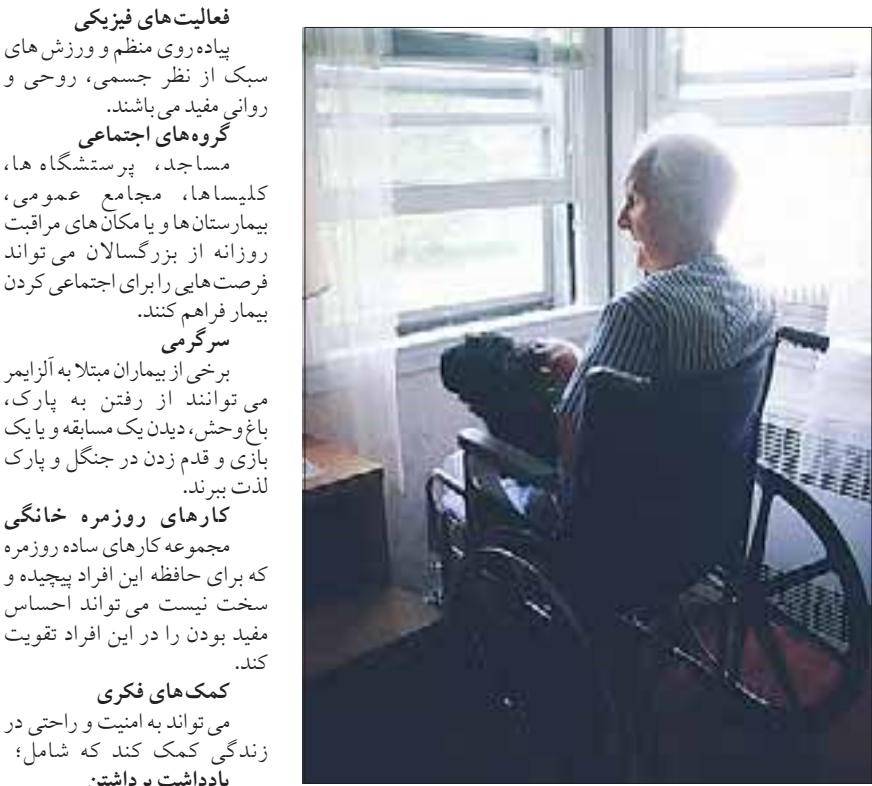 فعالیت‌های فیزیکی
پیاده‌روی منظم و ورزش‌های
سبک از نظر جسمی، روحی و
روانی مفید می‌باشند.
گروه‌های اجتماعی
مساجد، پرستشگاه‌ها،
کلیساها، مجامع عمومی،
بیمارستان‌ها و یا مکان‌های مراقبت
روزانه از بزرگسالان می‌تواند
فرصت‌هایی را برای اجتماعی کردن
بیمار فراهم کنند.
سرگرمی
برخی از بیماران مبتلا به آلزایمر
می‌توانند از رفتن به پارک،
باغ‌وحش، دیدن یک مسابقه و یا یک
بازی و قدم زدن در جنگل و پارک
لذت ببرند.
کارهای روزمره خانگی
مجموعه کارهای ساده روزمره
که برای حافظه این افراد پیچیده و
سخت نیست می‌تواند احساس
مفید بودن را در این افراد تقویت
کند.
کمک‌های فکری
می‌تواند به امنیت و راحتی در
زندگی کمک کند که شامل؛
یادداشت برداشتن